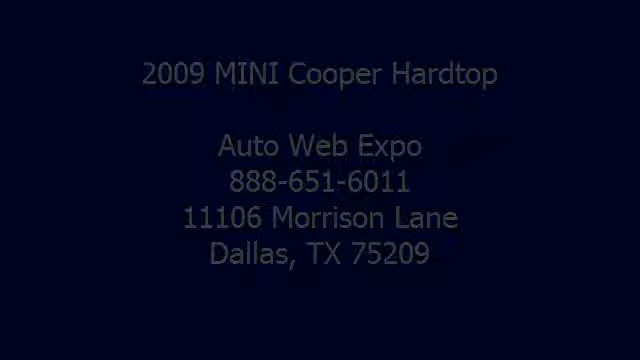 2009 MINI Cooper Hardtop
Auto Web Expo
888-651-6011
11106 Morrison Lane
Dallas, TX 75209